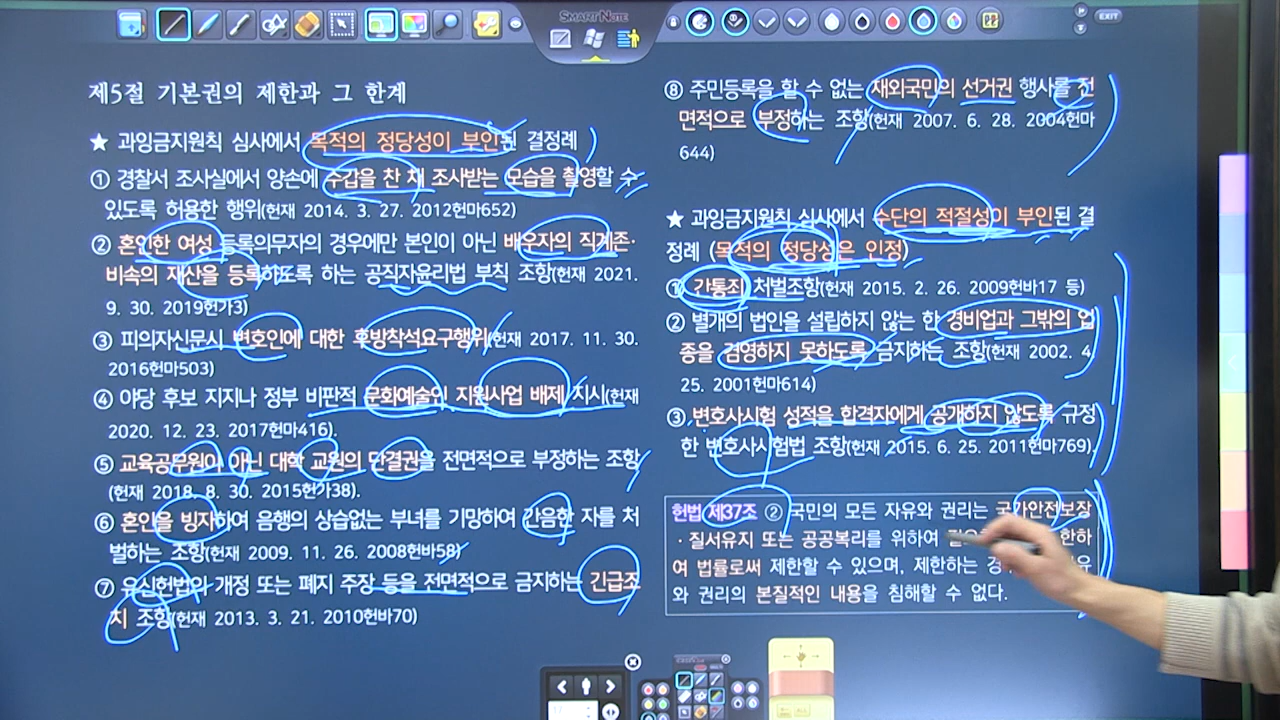 SMARTNOTE
EXIT
제5절 기본권의 제한과 그 한계
★ 과잉금지원칙 심사에서 목적의 정당성이 부인된 결정례
① 경찰서 조사실에서 양손에 수갑을 찬 채 조사받는 모습을 촬영할 수
있도록 허용한 행위(헌재 2014. 3. 27. 2012헌마652)
② 혼인한 여성 등록의무자의 경우에만 본인이 아닌 배우자의 직계존·
비속의 재산을 등록하도록 하는 공직자윤리법 부칙 조항(헌재 2021.
9. 30. 2019헌가3)
③ 피의자신문시 변호인에 대한 후방착석요구행위(헌재 2017. 11. 30.
2016헌마503)
④ 야당 후보 지지나 정부 비판적 문화예술인 지원사업 배제 지시(헌재
2020. 12. 23. 2017헌마416).
⑤ 교육공무원이 아닌 대학 교원의 단결권을 전면적으로 부정하는 조항
(헌재 2018. 8. 30. 2015헌가38).
⑥ 혼인을 빙자하여 음행의 상습없는 부녀를 기망하여 간음한 자를 처
벌하는 조항(헌재 2009. 11. 26. 2008헌바58)
⑦ 유신헌법의 개정 또는 폐지 주장 등을 전면적으로 금지하는 긴급조
치 조항(헌재 2013. 3. 21. 2010헌바70)
⑧ 주민등록을 할 수 없는 재외국민의 선거권 행사를 전
면적으로 부정하는 조항(헌재 2007. 6. 28. 2004헌마
644)
★ 과잉금지원칙 심사에서 수단의 적절성이 부인된 결
정례 (목적의 정당성은 인정)
① 간통죄 처벌조항(헌재 2015. 2. 26. 2009헌바17 등)
② 별개의 법인을 설립하지 않는 한 경비업과 그밖의 업
종을 겸영하지 못하도록 금지하는 조항(헌재 2002. 4.
25. 2001헌마614)
③ 변호사시험 성적을 합격자에게 공개하지 않도록 규정
한 변호사시험법 조항(헌재 2015. 6. 25. 2011헌마769)
헌법 제37조 ② 국민의 모든 자유와 권리는 국가안전보장
· 질서유지 또는 공공복리를 위하여 한하
여 법률로써 제한할 수 있으며, 제한하는 경 유
와 권리의 본질적인 내용을 침해할 수 없다.